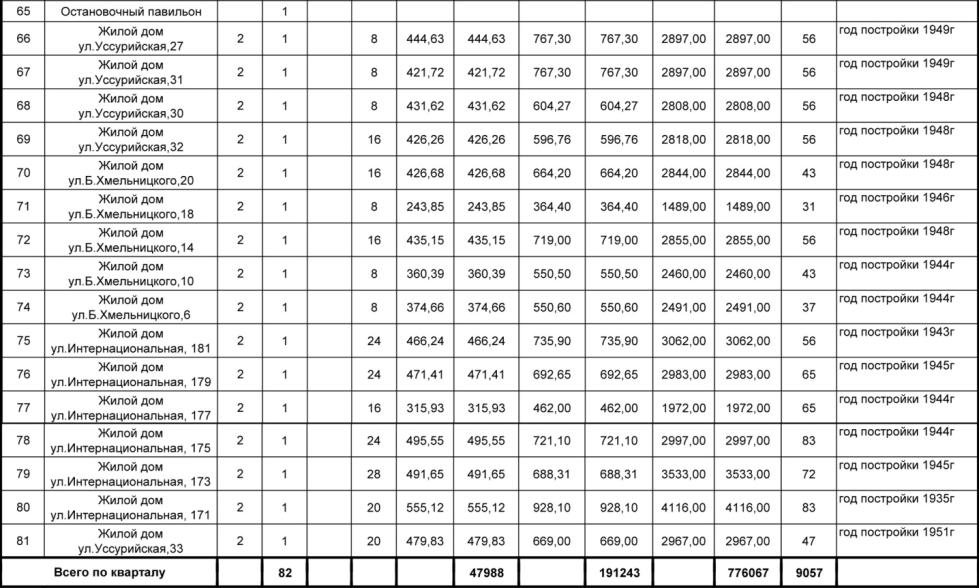 65 Остановочный павильон 1
66 Жилой дом ул.Уссурийская,27 2 1 8 444,63 444,63 767,30 767,30 2897,00 2897,00 56 год постройки 1949г
67 Жилой дом ул.Уссурийская,31 2 1 8 421,72 421,72 767,30 767,30 2897,00 2897,00 56 год постройки 1949г
68 Жилой дом ул.Уссурийская,30 2 1 8 431,62 431,62 604,27 604,27 2808,00 2808,00 56 год постройки 1948г
69 Жилой дом ул.Уссурийская,32 2 1 16 426,26 426,26 596,76 596,76 2818,00 2818,00 56 год постройки 1948г
70 Жилой дом ул.Б.Хмельницкого,20 2 1 16 426,68 426,68 664,20 664,20 2844,00 2844,00 43 год постройки 1948г
71 Жилой дом ул.Б.Хмельницкого,18 2 1 8 243,85 243,85 364,40 364,40 1489,00 1489,00 31 год постройки 1946г
72 Жилой дом ул.Б.Хмельницкого,14 2 1 16 435,15 435,15 719,00 719,00 2855,00 2855,00 56 год постройки 1948г
73 Жилой дом ул.Б.Хмельницкого,10 2 1 8 360,39 360,39 550,50 550,50 2460,00 2460,00 43 год постройки 1944г
74 Жилой дом ул.Б.Хмельницкого,6 2 1 8 374,66 374,66 550,60 550,60 2491,00 2491,00 37 год постройки 1944г
75 Жилой дом ул.Интернациональная, 181 2 1 24 466,24 466,24 735,90 735,90 3062,00 3062,00 56 год постройки 1943г
76 Жилой дом ул.Интернациональная, 179 2 1 24 471,41 471,41 692,65 692,65 2983,00 2983,00 65 год постройки 1945г
77 Жилой дом ул.Интернациональная, 177 2 1 16 315,93 315,93 462,00 462,00 1972,00 1972,00 65 год постройки 1944г
78 Жилой дом ул.Интернациональная, 175 2 1 24 495,55 495,55 721,10 721,10 2997,00 2997,00 83 год постройки 1944г
79 Жилой дом ул.Интернациональная, 173 2 1 28 491,65 491,65 688,31 688,31 3533,00 3533,00 72 год постройки 1945г
80 Жилой дом ул.Интернациональная, 171 2 1 20 555,12 555,12 928,10 928,10 4116,00 4116,00 83 год постройки 1935г
81 Жилой дом ул.Уссурийская,33 2 1 20 479,83 479,83 669,00 669,00 2967,00 2967,00 47 год постройки 1951г
Всего по кварталу 82 47988 191243 776067 9057